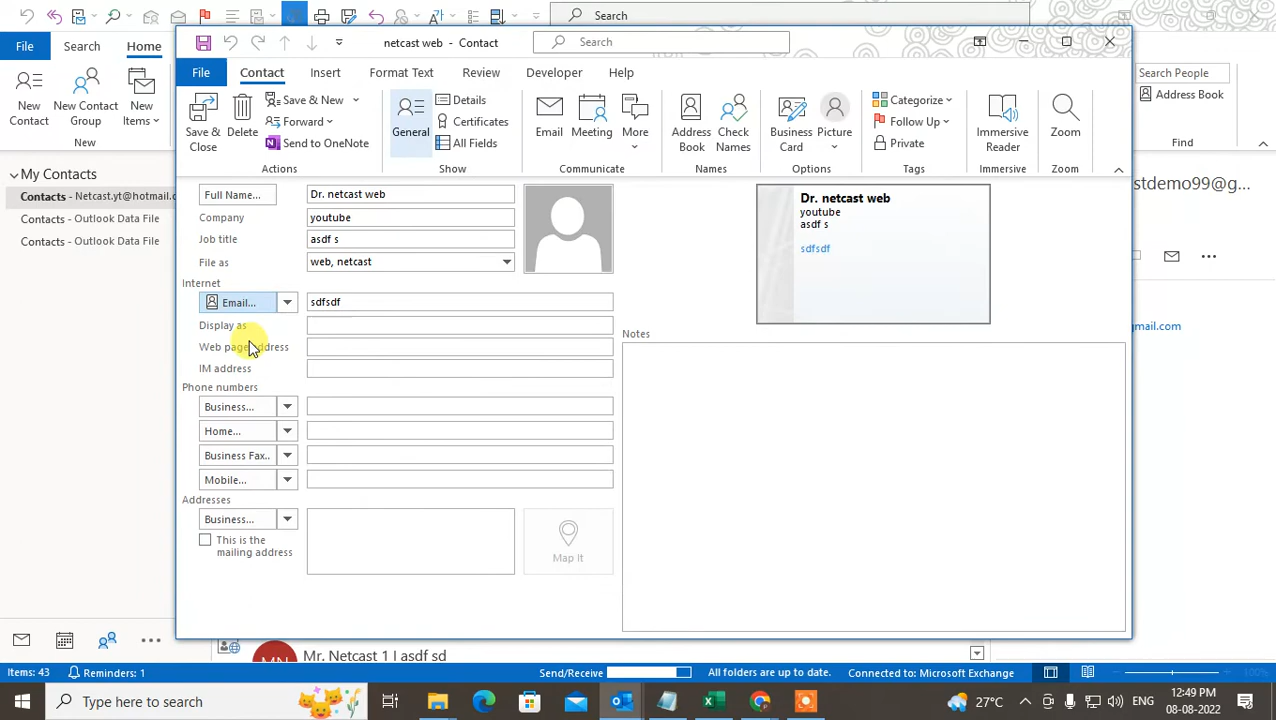 Search
File
Search
Home
New Contact
New Contact Group
New Items
New
My Contacts
Contacts - Netcast.yt@hotmail.c
Contacts - Outlook Data File
Contacts - Outlook Data File
netcast web - Contact
Search
File
Contact
Insert
Format Text
Review
Developer
Help
Save & Close
Delete
Save & New
Forward
Send to OneNote
Actions
General
Details
Certificates
All Fields
Show
Email
Meeting
More
Communicate
Address Book
Check Names
Names
Business Card
Picture
Options
Categorize
Follow Up
Private
Tags
Immersive Reader
Immersive
Zoom
Zoom
Search People
Address Book
Find
Full Name...
Dr. netcast web
Company
youtube
Job title
asdf s
File as
web, netcast
Internet
Email...
sdfsdf
Display as
Web page address
IM address
Phone numbers
Business...
Home...
Business Fax..
Mobile...
Addresses
Business...
This is the
mailing address
Map It
Dr. netcast web
youtube
asdf s
sdfsdf
Notes
stdemo99@g...
gmail.com
Mr. Netcast 1 l asdf sd
Items: 43
Reminders: 1
Send/Receive
All folders are up to date.
Connected to: Microsoft Exchange
100%
Type here to search
27°C
ENG
12:49 PM
08-08-2022